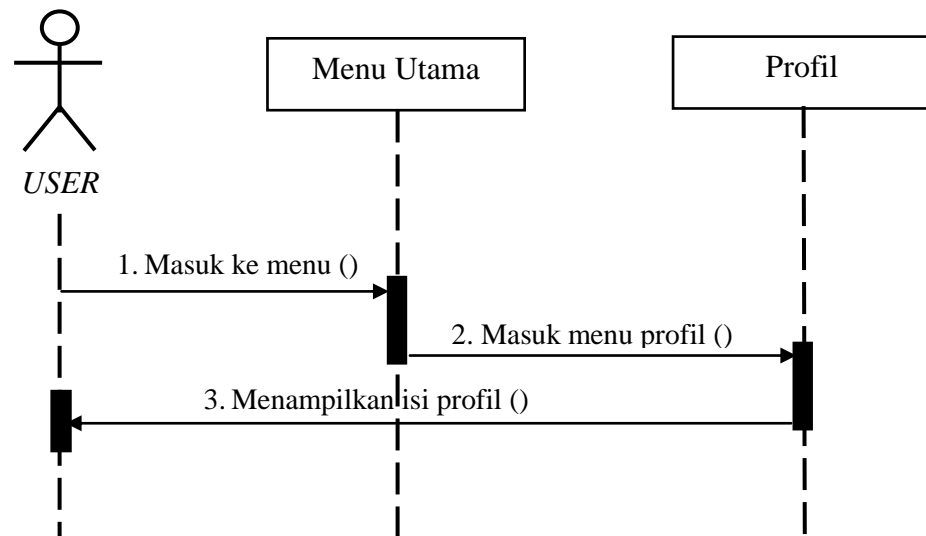 Menu Utama
Profil
USER
1. Masuk ke menu ()
2. Masuk menu profil ()
3. Menampilkan isi profil ()